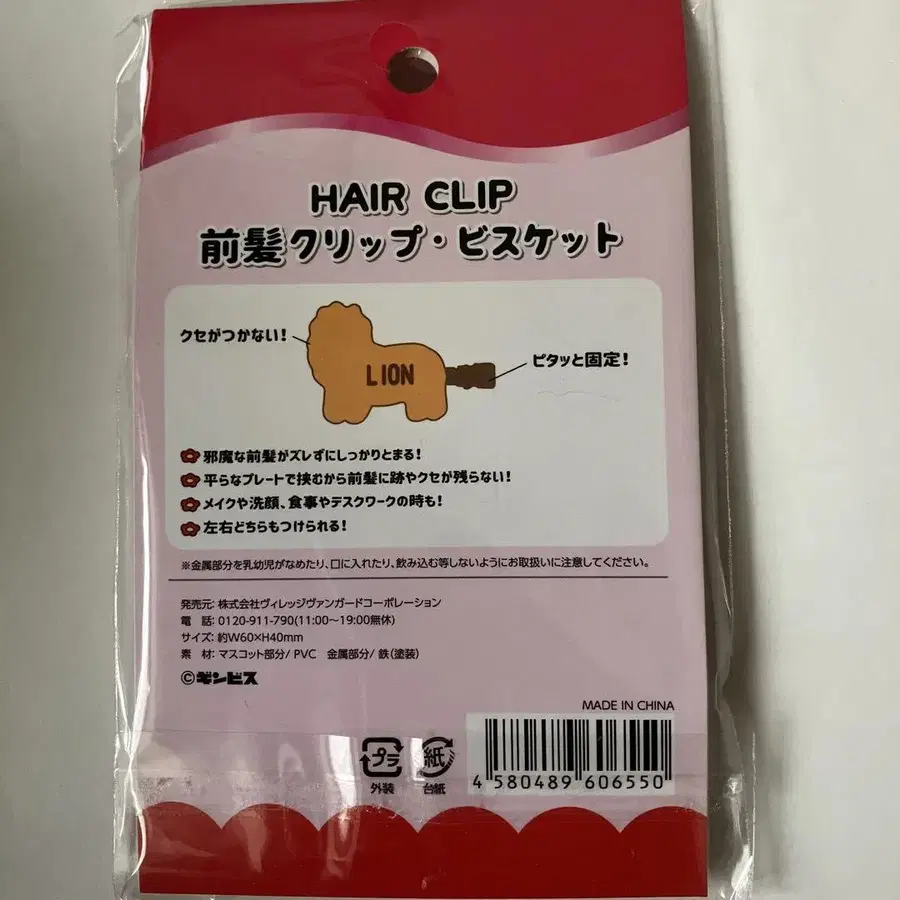 HAIR CLIP
前髪クリップ・ビスケット
クセがつかない!
LION
ピタッと固定!
邪魔な前髪がズレずにしっかりとまる!
平らなプレートで挟むから前髪に跡やクセが残らない!
メイクや洗顔、食事やデスクワークの時も!
左右どちらもつけられる!
※金属部分を乳幼児がなめたり、口に入れたり、飲み込む等しないようにお取扱いに注意してください。
発売元: 株式会社ヴィレッジヴァンガードコーポレーション
電 話: 0120-911-790(11:00〜19:00無休)
サイズ: 約W60×H40mm
素 材: マスコット部分/ PVC 金属部分/ 鉄(塗装)
©ギンビス
MADE IN CHINA
プラ 紙
外装 台紙
4 580489 606550